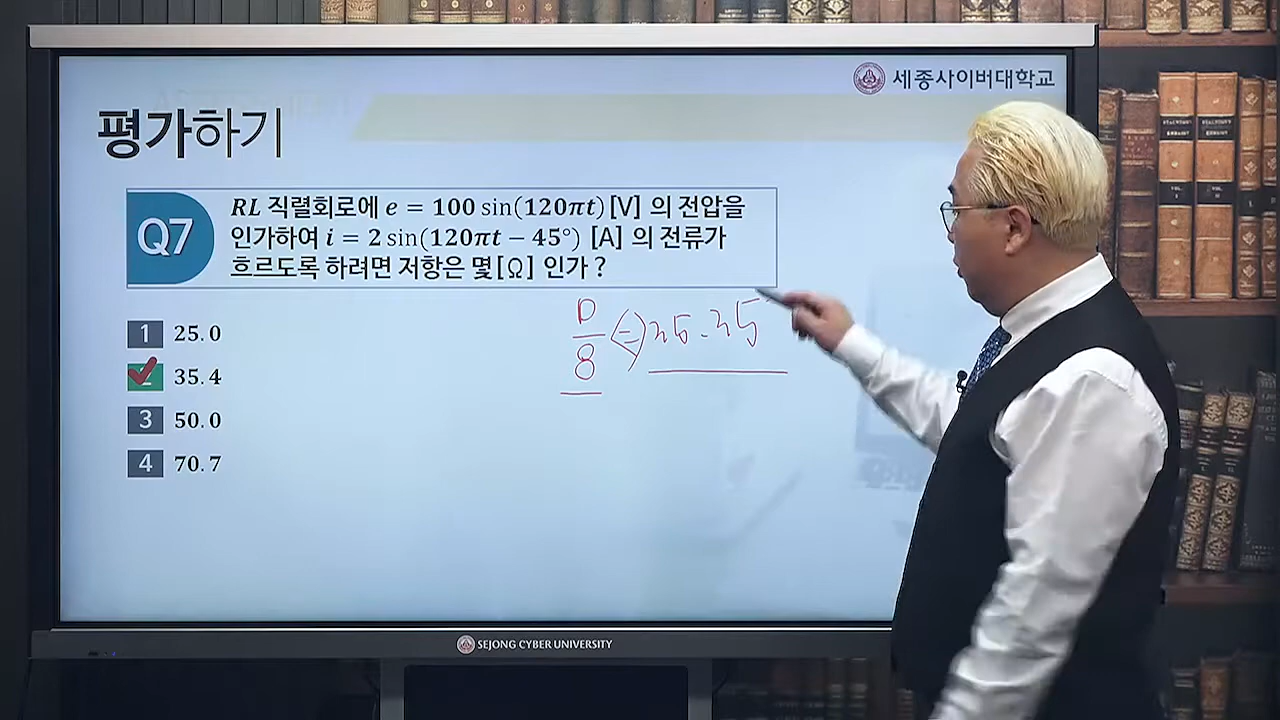 세종사이버대학교
평가하기
Q7
RL 직렬회로에 e = 100 sin(120πt)[V] 의 전압을
인가하여 i = 2 sin(120πt − 45°) [A] 의 전류가
흐르도록 하려면 저항은 몇[Ω] 인가 ?
1 25.0
35.4
3 50.0
4 70.7
SEJONG CYBER UNIVERSITY